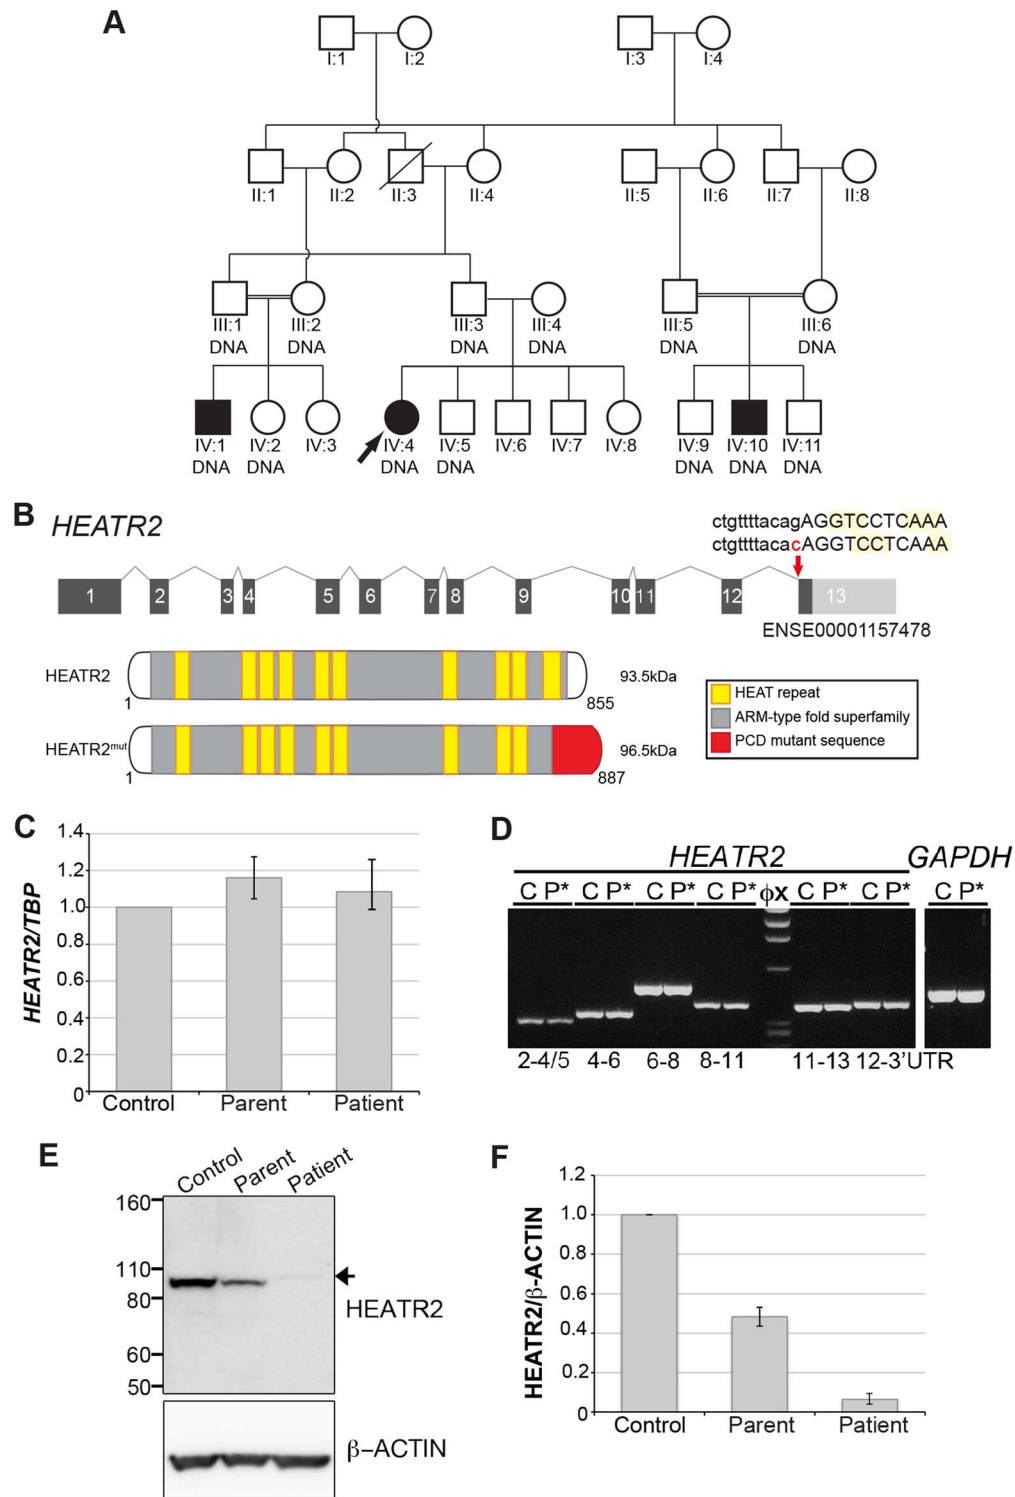 A
I:1 I:2 I:3 I:4
II:1 II:2 II:3 II:4 II:5 II:6 II:7 II:8
III:1 III:2 III:3 III:4 III:5 III:6
DNA DNA DNA DNA DNA DNA
IV:1 IV:2 IV:3 IV:4 IV:5 IV:6 IV:7 IV:8 IV:9 IV:10 IV:11
DNA DNA DNA DNA DNA DNA DNA
B
HEATR2
ctgttttacagAGGTCCTCAAA
ctgttttacacAGGTCCTCAAA
1 2 3 4 5 6 7 8 9 10 11 12 13
ENSE00001157478
HEATR2 93.5kDa
1 855
HEATR2mut 96.5kDa
1 887
HEAT repeat
ARM-type fold superfamily
PCD mutant sequence
C
HEATR2/TBP
1.4
1.2
1.0
0.8
0.6
0.4
0.2
0
Control Parent Patient
D
HEATR2 GAPDH
C P* C P* C P* C P* ϕx C P* C P* C P*
2-4/5 4-6 6-8 8-11 11-13 12-3'UTR
E
Control Parent Patient
160
110
80
60
50
HEATR2
β-ACTIN
F
HEATR2/β-ACTIN
1.2
1.0
0.8
0.6
0.4
0.2
0
Control Parent Patient